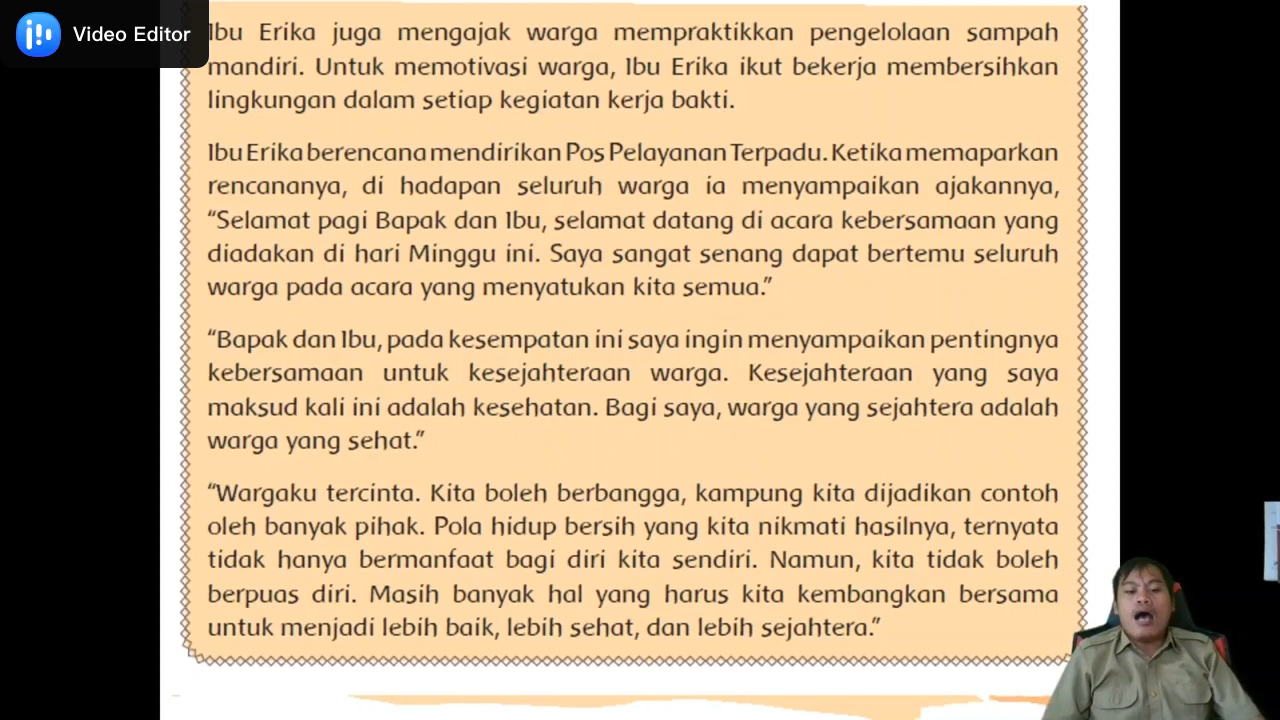 Video Editor
Ibu Erika juga mengajak warga mempraktikkan pengelolaan sampah
mandiri. Untuk memotivasi warga, Ibu Erika ikut bekerja membersihkan
lingkungan dalam setiap kegiatan kerja bakti.
Ibu Erika berencana mendirikan Pos Pelayanan Terpadu. Ketika memaparkan
rencananya, di hadapan seluruh warga ia menyampaikan ajakannya,
“Selamat pagi Bapak dan Ibu, selamat datang di acara kebersamaan yang
diadakan di hari Minggu ini. Saya sangat senang dapat bertemu seluruh
warga pada acara yang menyatukan kita semua.”
“Bapak dan Ibu, pada kesempatan ini saya ingin menyampaikan pentingnya
kebersamaan untuk kesejahteraan warga. Kesejahteraan yang saya
maksud kali ini adalah kesehatan. Bagi saya, warga yang sejahtera adalah
warga yang sehat.”
“Wargaku tercinta. Kita boleh berbangga, kampung kita dijadikan contoh
oleh banyak pihak. Pola hidup bersih yang kita nikmati hasilnya, ternyata
tidak hanya bermanfaat bagi diri kita sendiri. Namun, kita tidak boleh
berpuas diri. Masih banyak hal yang harus kita kembangkan bersama
untuk menjadi lebih baik, lebih sehat, dan lebih sejahtera.”